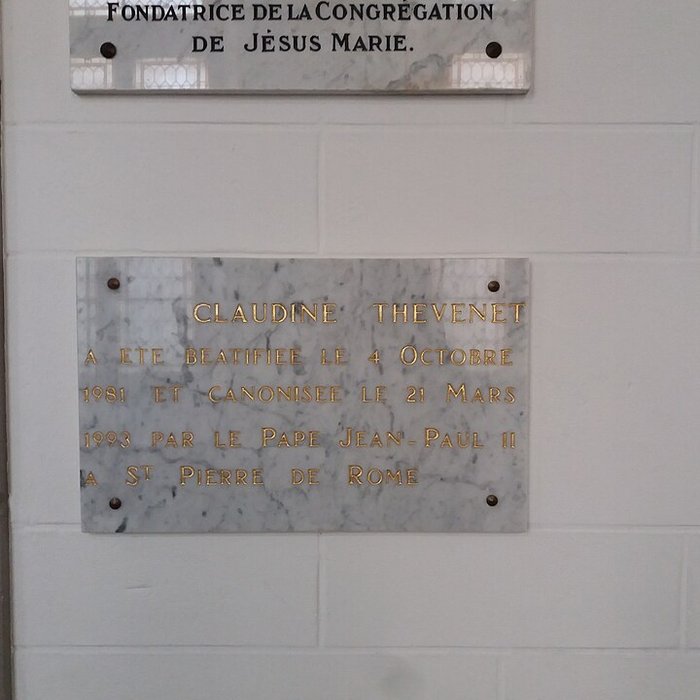 FONDATRICE DE LA CONGRÉGATION
DE JÉSUS MARIE.
CLAUDINE THEVENET
A ETE BEATIFIEE LE 4 OCTOBRE
1981 ET CANONISEE LE 21 MARS
1993 PAR LE PAPE JEAN-PAUL II
A ST PIERRE DE ROME